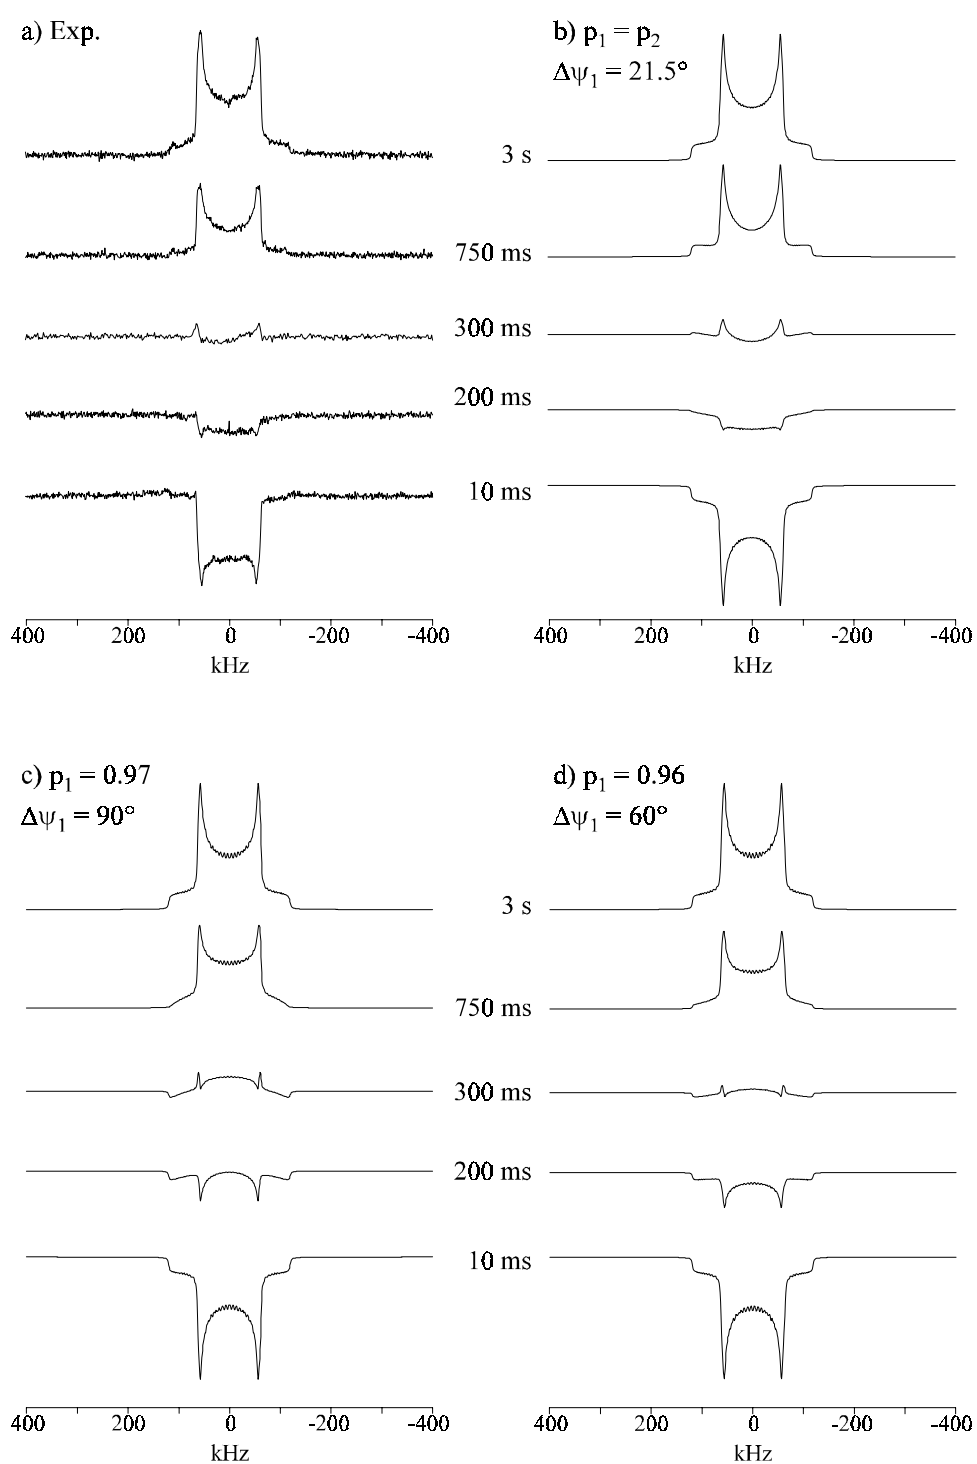 a) Exp.
b) p₁ = p₂
Δψ₁ = 21.5°
3 s
750 ms
300 ms
200 ms
10 ms
400 200 0 -200 -400
400 200 0 -200 -400
kHz
kHz
c) p₁ = 0.97
d) p₁ = 0.96
Δψ₁ = 90°
Δψ₁ = 60°
3 s
750 ms
300 ms
200 ms
10 ms
400 200 0 -200 -400
400 200 0 -200 -400
kHz
kHz